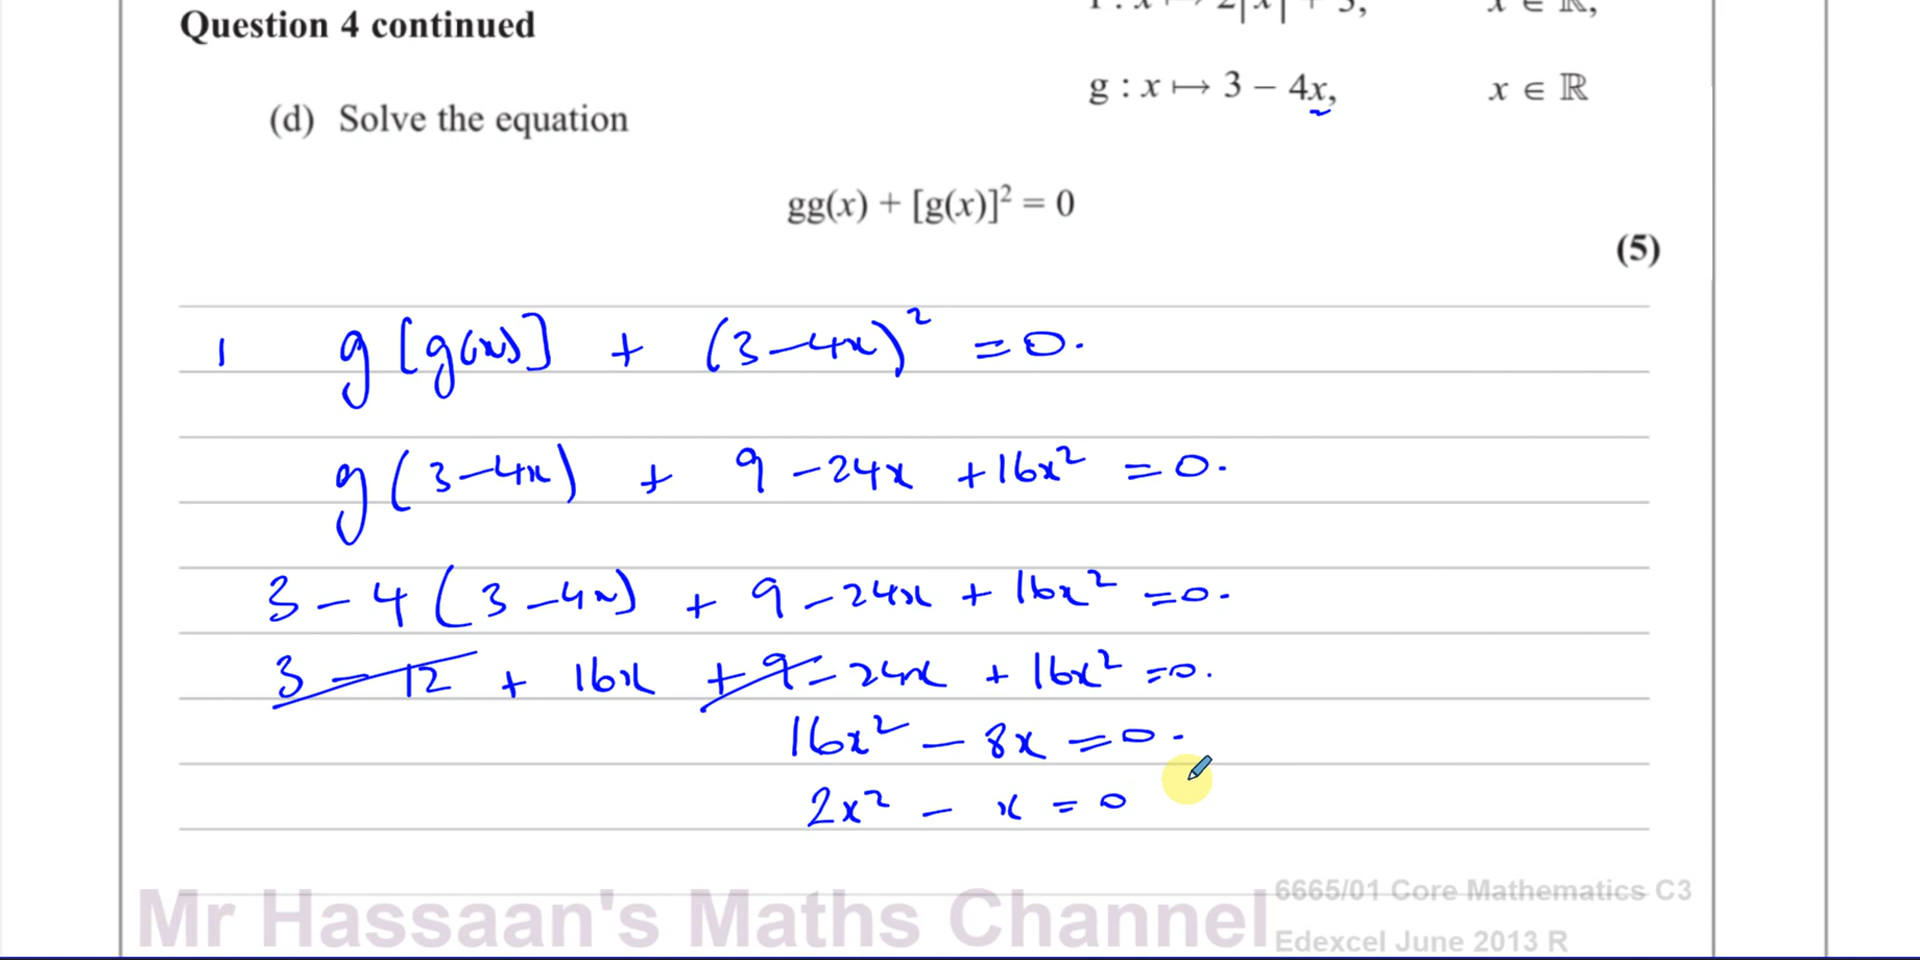 Question 4 continued
f : x ↦ 2|x| + 3, x ∈ ℝ,
g : x ↦ 3 − 4x, x ∈ ℝ
(d) Solve the equation
gg(x) + [g(x)]² = 0
(5)
1 g[g(x)] + (3−4x)² = 0.
g(3−4x) + 9 − 24x + 16x² = 0.
3 − 4(3−4x) + 9 − 24x + 16x² = 0.
3 − 12 + 16x + 9 − 24x + 16x² = 0.
16x² − 8x = 0.
2x² − x = 0
Mr Hassaan's Maths Channel
6665/01 Core Mathematics C3
Edexcel June 2013 R